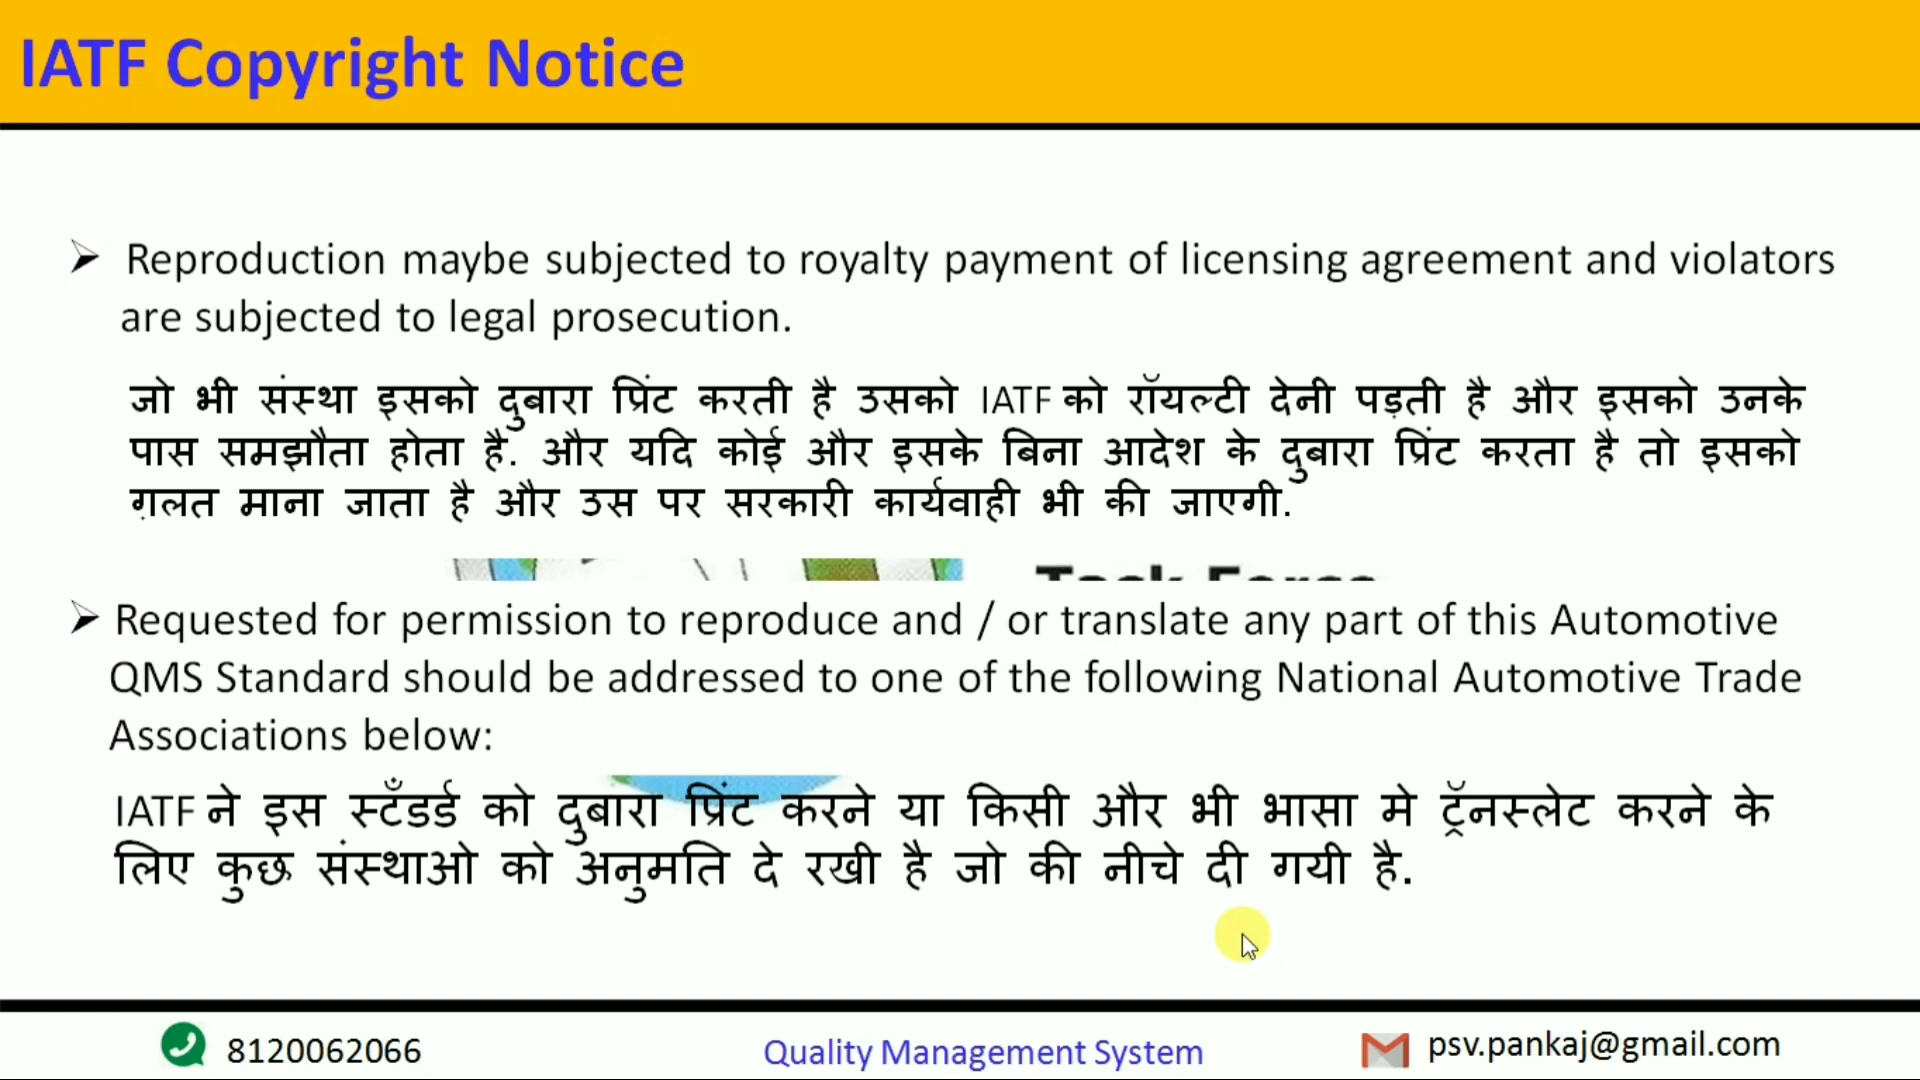 IATF Copyright Notice
➢ Reproduction maybe subjected to royalty payment of licensing agreement and violators
are subjected to legal prosecution.
जो भी संस्था इसको दुबारा प्रिंट करती है उसको IATF को रॉयल्टी देनी पड़ती है और इसको उनके
पास समझौता होता है. और यदि कोई और इसके बिना आदेश के दुबारा प्रिंट करता है तो इसको
ग़लत माना जाता है और उस पर सरकारी कार्यवाही भी की जाएगी.
➢ Requested for permission to reproduce and / or translate any part of this Automotive
QMS Standard should be addressed to one of the following National Automotive Trade
Associations below:
IATF ने इस स्टँडर्ड को दुबारा प्रिंट करने या किसी और भी भासा मे ट्रॅनस्लेट करने के
लिए कुछ संस्थाओ को अनुमति दे रखी है जो की नीचे दी गयी है.
8120062066
Quality Management System
psv.pankaj@gmail.com